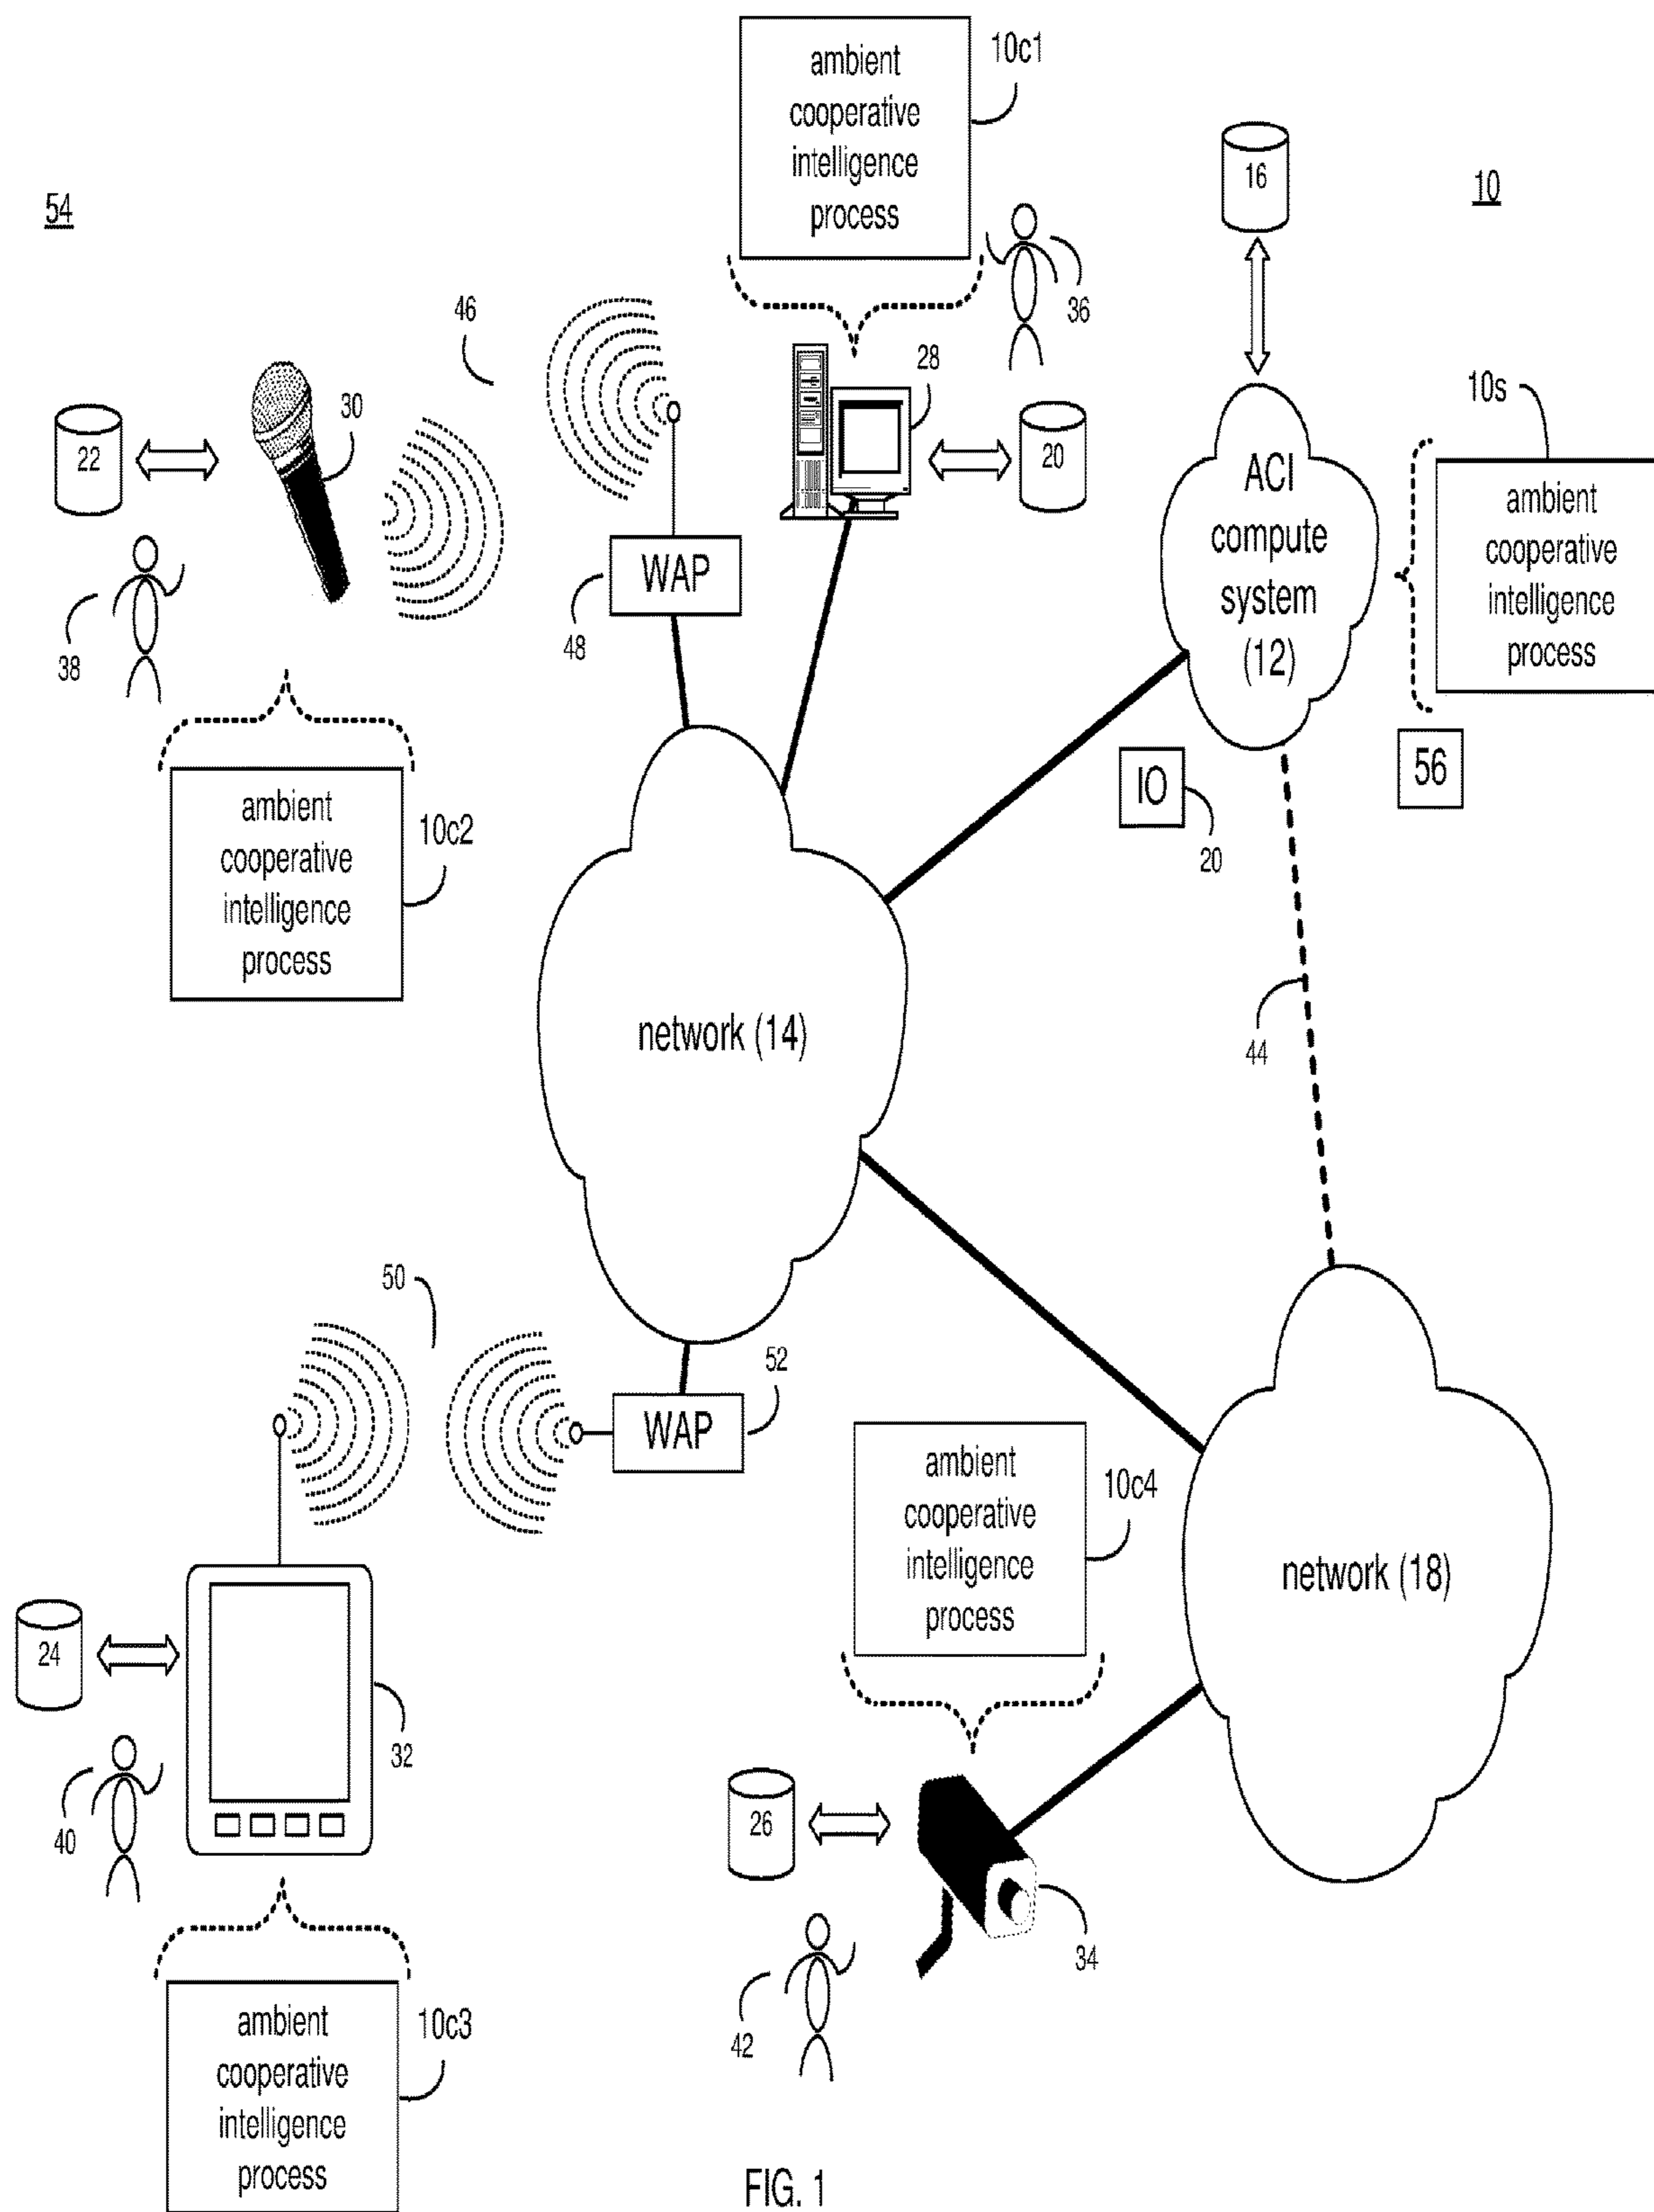 ambient
cooperative
intelligence
process
10c1
16
10
54
36
46
28
30
22
20
10s
ACI
compute
system
(12)
ambient
cooperative
intelligence
process
WAP
48
38
56
IO
20
ambient
cooperative
intelligence
process
10c2
network (14)
44
50
52
WAP
ambient
cooperative
intelligence
process
10c4
network (18)
24
32
40
26
34
42
ambient
cooperative
intelligence
process
10c3
FIG. 1